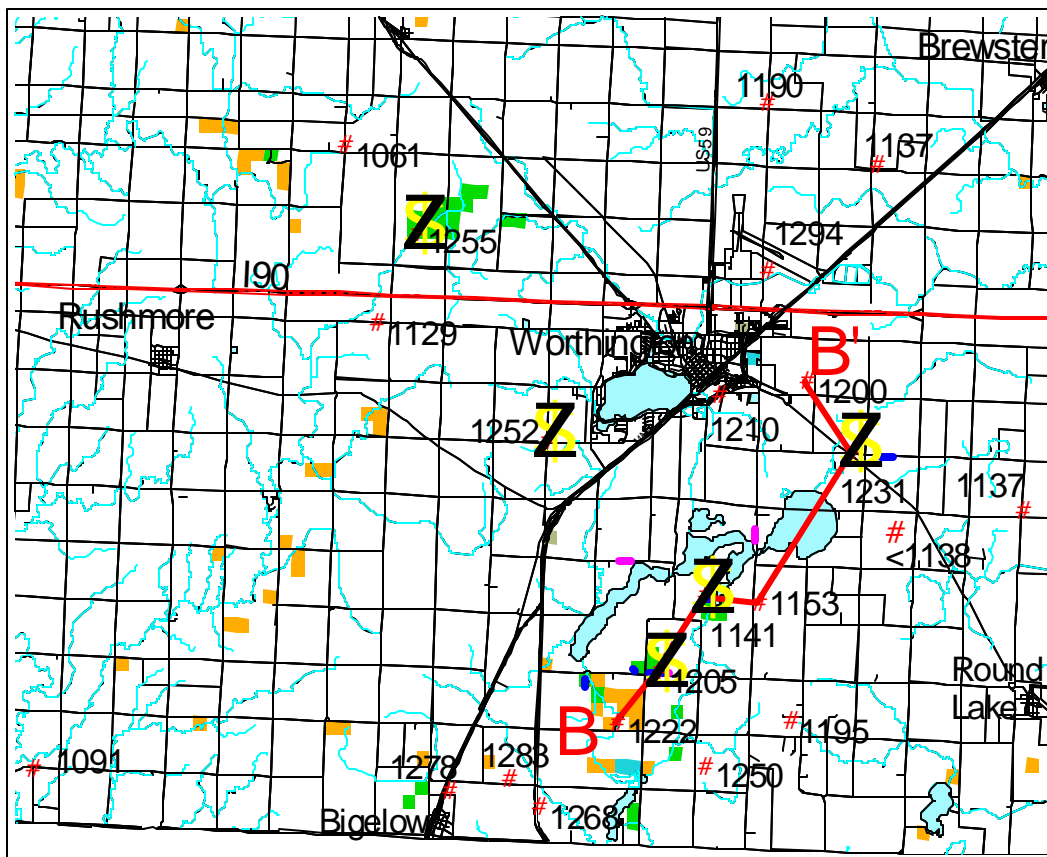 Brewster
1190
US59
1137
1061
Z
$
1255
1294
I90
Rushmore
1129
Worthington
B'
1200
Z
$
1252
1210
Z
$
1231
1137
<1138
Z
$
1153
1141
Z
$
1205
Round
Lake
B
1222
1195
1091
1278
1283
1250
Bigelow
1268